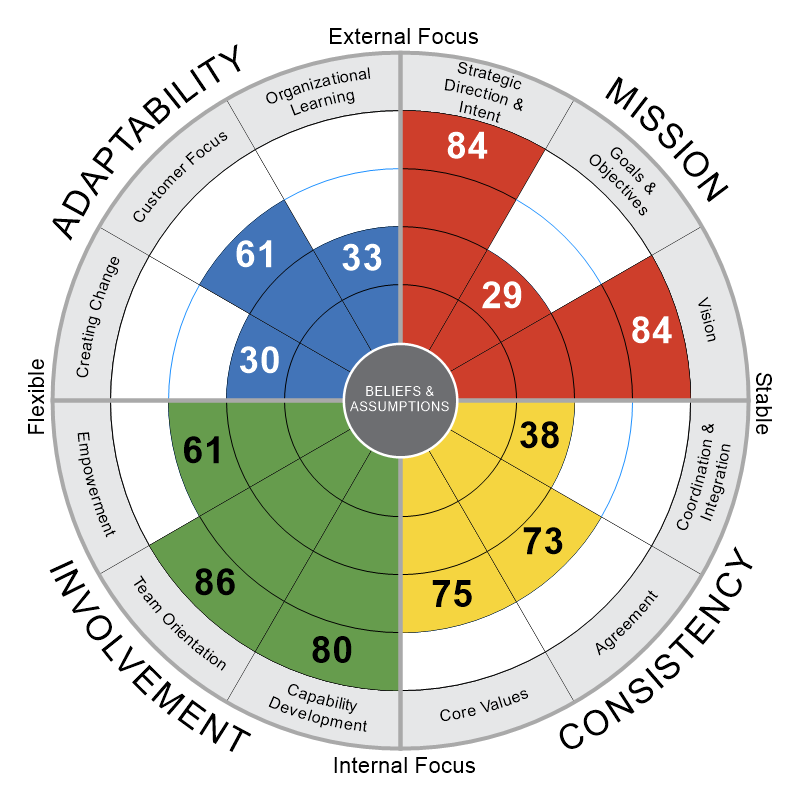 External Focus
ADAPTABILITY
MISSION
Organizational
Learning
Strategic
Direction &
Intent
Customer Focus
Goals &
Objectives
Creating Change
Vision
84
61
33
29
30
84
BELIEFS &
ASSUMPTIONS
Flexible
Stable
61
38
86
73
80
75
Empowerment
Coordination &
Integration
Team Orientation
Agreement
Capability
Development
Core Values
INVOLVEMENT
CONSISTENCY
Internal Focus